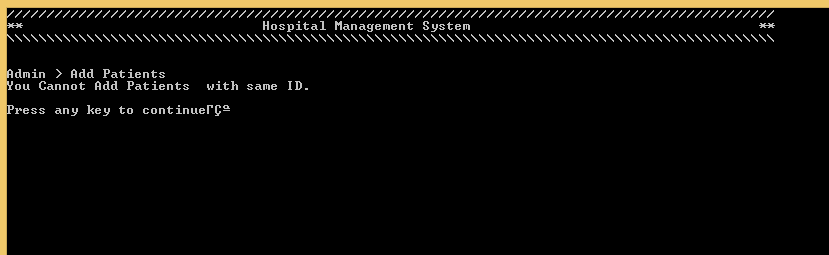 ////////////////////////////////////////////////////////////////////////////////////////////////
** Hospital Management System **
\\\\\\\\\\\\\\\\\\\\\\\\\\\\\\\\\\\\\\\\\\\\\\\\\\\\\\\\\\\\\\\\\\\\\\\\\\\\\\\\\\\\\\\\\\\\\\\\
Admin > Add Patients
You Cannot Add Patients  with same ID.
Press any key to continueΓÇª